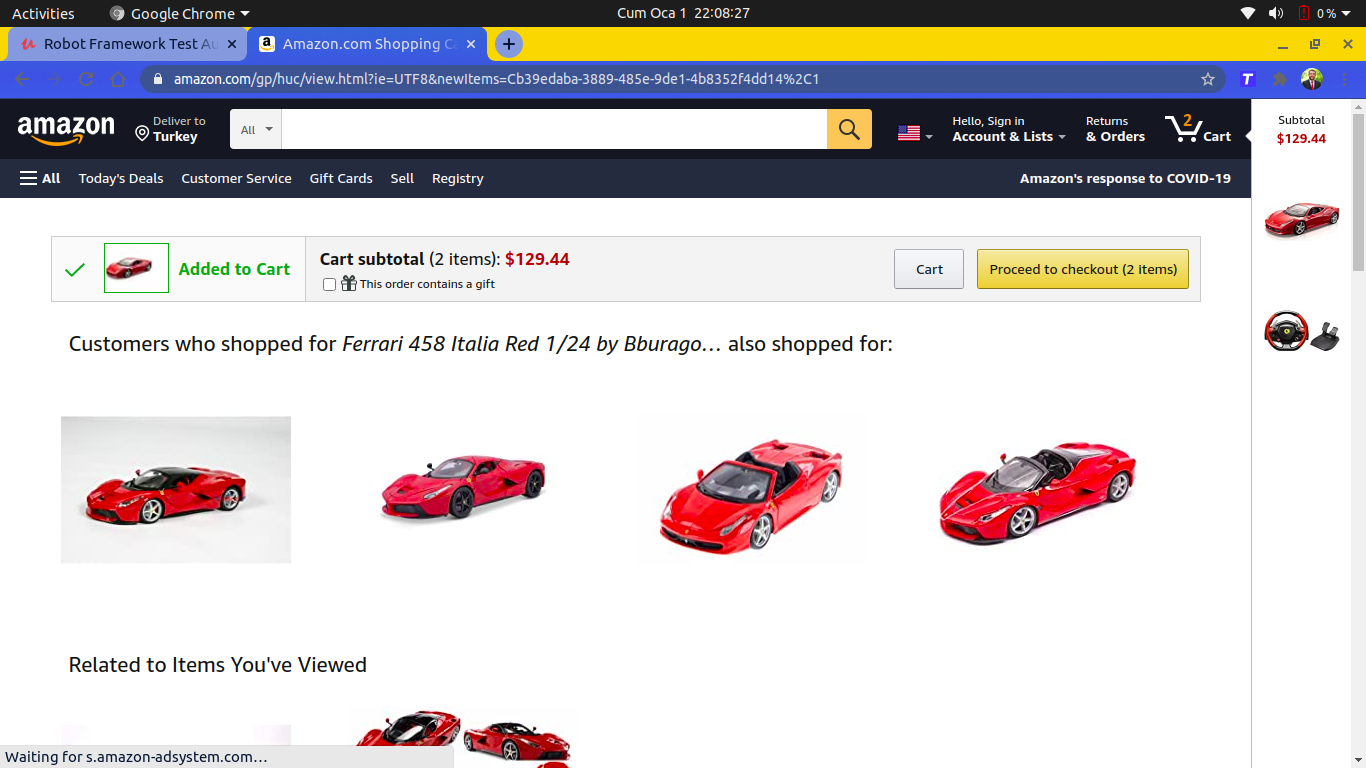 Activities
Google Chrome
Cum Oca 1 22:08:27
0 %
Robot Framework Test Au
Amazon.com Shopping Ca
amazon.com/gp/huc/view.html?ie=UTF8&newItems=Cb39edaba-3889-485e-9de1-4b8352f4dd14%2C1
amazon
Deliver to
Turkey
All
Hello, Sign in
Account & Lists
Returns
& Orders
2
Cart
Subtotal
$129.44
All
Today's Deals
Customer Service
Gift Cards
Sell
Registry
Amazon's response to COVID-19
Added to Cart
Cart subtotal (2 items): $129.44
This order contains a gift
Cart
Proceed to checkout (2 items)
Customers who shopped for Ferrari 458 Italia Red 1/24 by Bburago… also shopped for:
Related to Items You've Viewed
Waiting for s.amazon-adsystem.com…